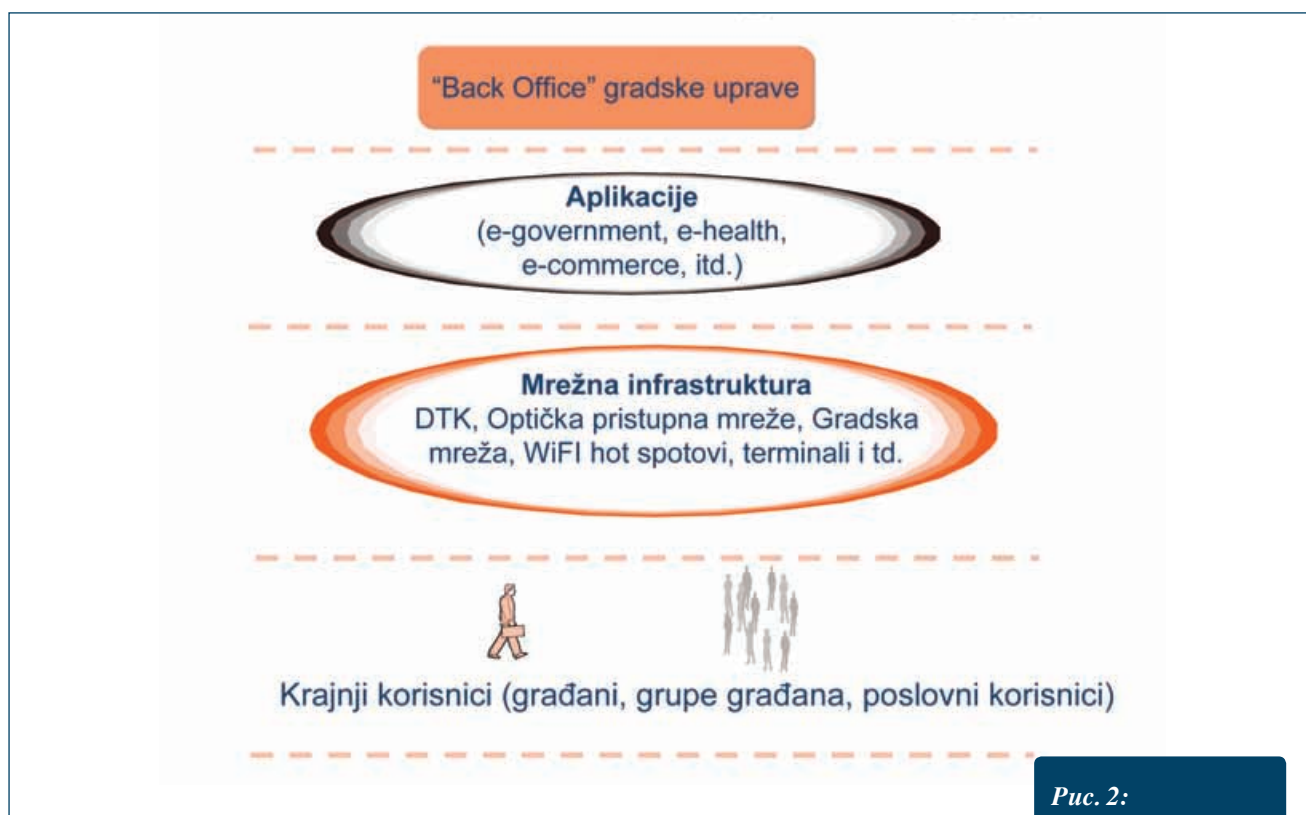 “Back Office” gradske uprave
Aplikacije
(e-government, e-health,
e-commerce, itd.)
Mrežna infrastruktura
DTK, Optička pristupna mreže, Gradska
mreža, WiFI hot spotovi, terminali i td.
Krajnji korisnici (građani, grupe građana, poslovni korisnici)
Рис. 2: